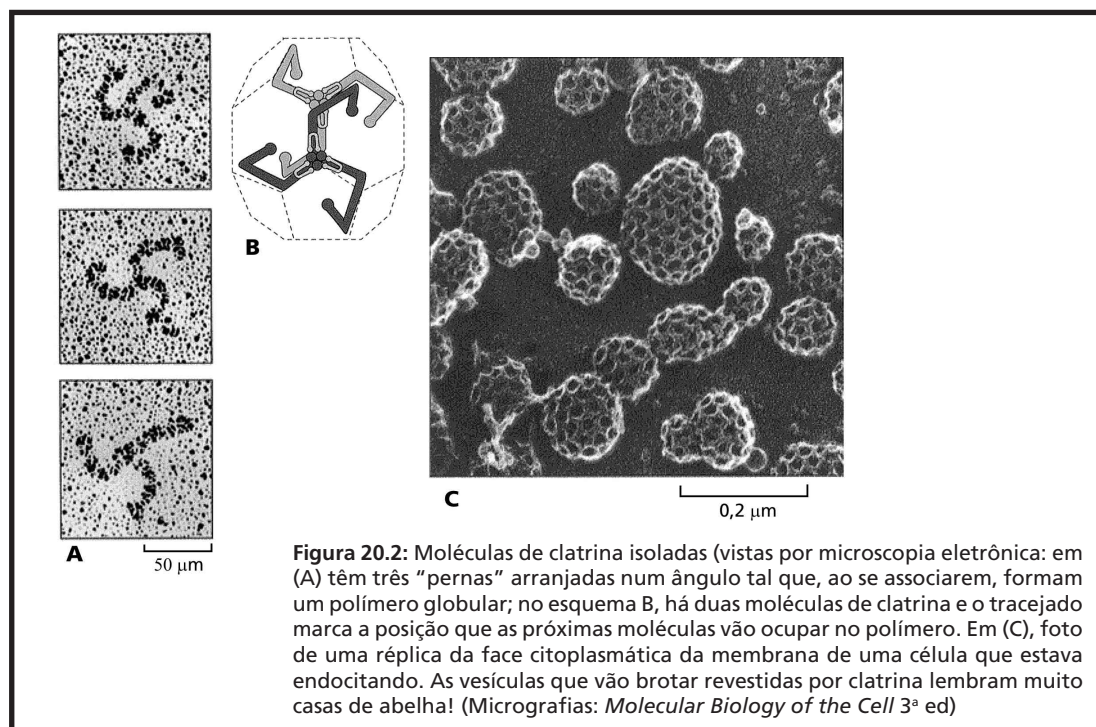 B
C
0,2 μm
A
50 μm
Figura 20.2: Moléculas de clatrina isoladas (vistas por microscopia eletrônica: em
(A) têm três “pernas” arranjadas num ângulo tal que, ao se associarem, formam
um polímero globular; no esquema B, há duas moléculas de clatrina e o tracejado
marca a posição que as próximas moléculas vão ocupar no polímero. Em (C), foto
de uma réplica da face citoplasmática da membrana de uma célula que estava
endocitando. As vesículas que vão brotar revestidas por clatrina lembram muito
casas de abelha! (Micrografias: Molecular Biology of the Cell 3ª ed)